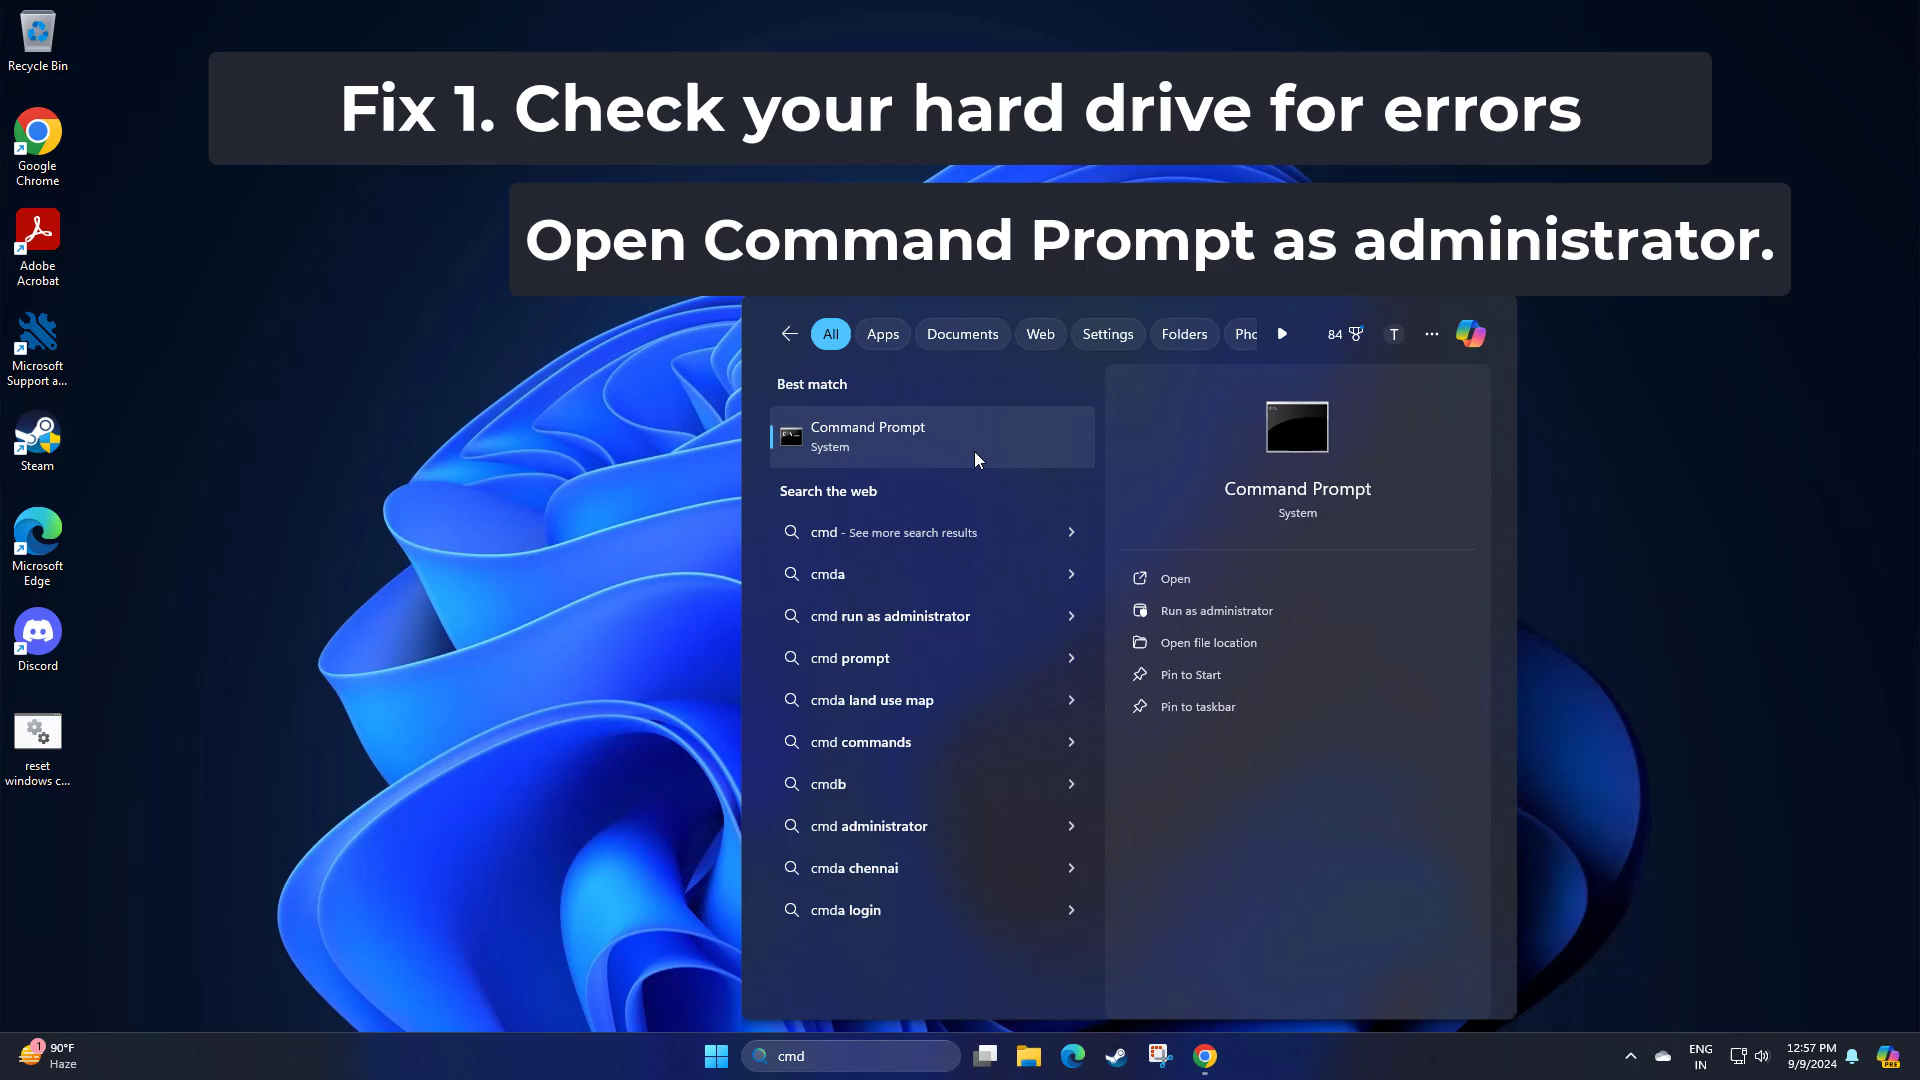 Recycle Bin
Google
Chrome
Adobe
Acrobat
Microsoft
Support a...
Steam
Microsoft
Edge
Discord
reset
windows c...
Fix 1. Check your hard drive for errors
Open Command Prompt as administrator.
All
Apps
Documents
Web
Settings
Folders
Pho
84
T
Best match
Command Prompt
System
Search the web
cmd - See more search results
cmda
cmd run as administrator
cmd prompt
cmda land use map
cmd commands
cmdb
cmd administrator
cmda chennai
cmda login
Command Prompt
System
Open
Run as administrator
Open file location
Pin to Start
Pin to taskbar
1
90°F
Haze
cmd
ENG
IN
12:57 PM
9/9/2024
PRE